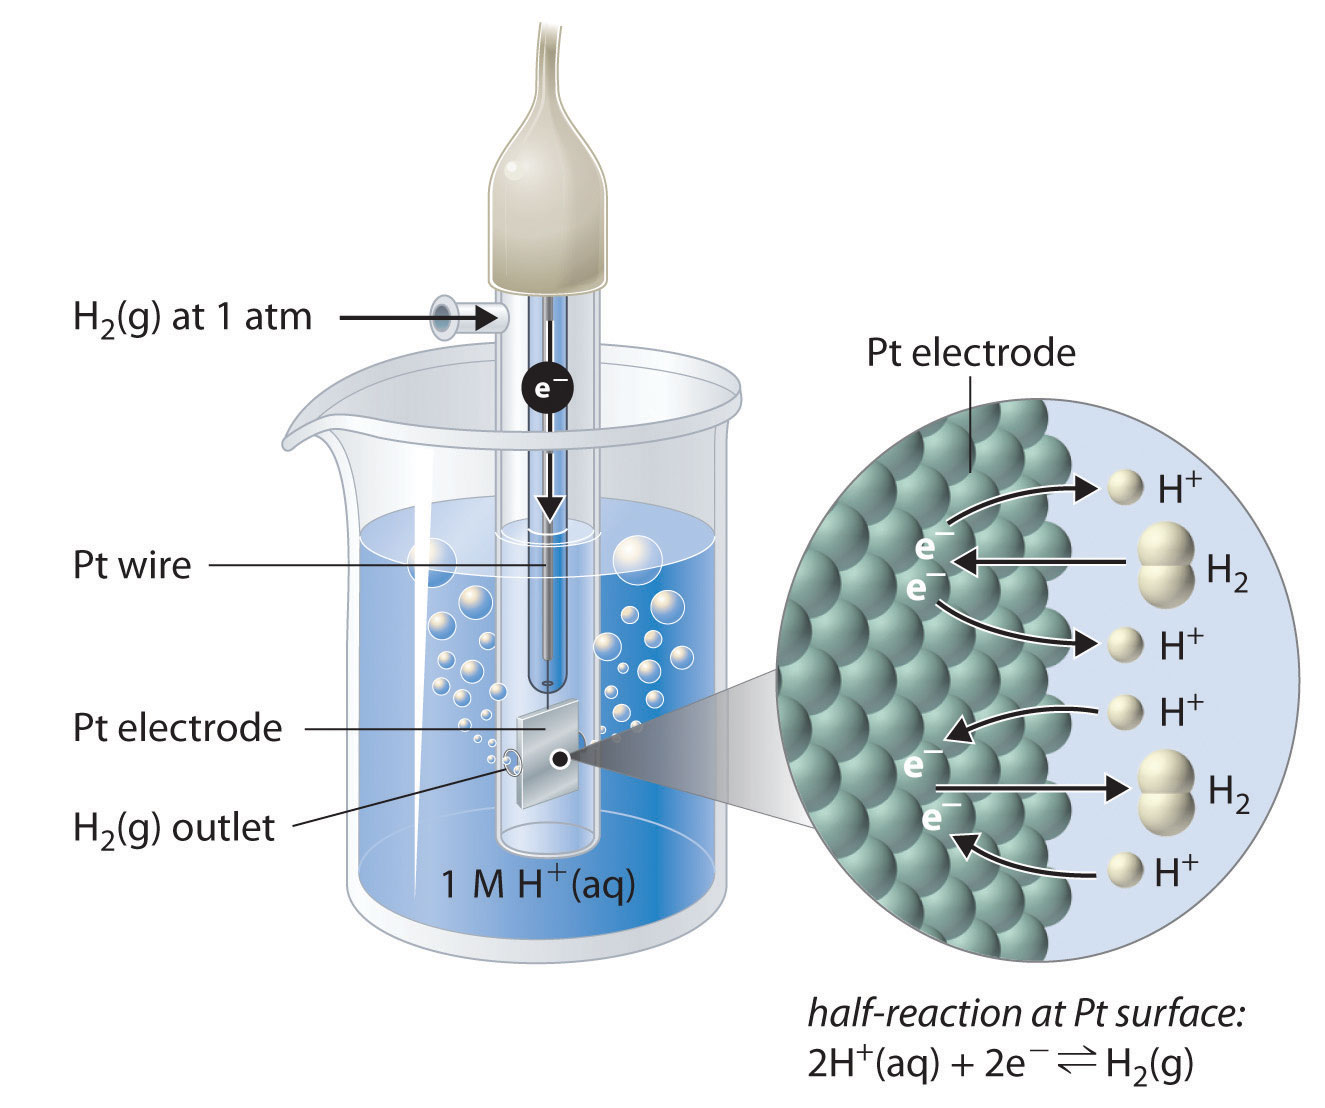 H₂(g) at 1 atm
e⁻
Pt wire
Pt electrode
H₂(g) outlet
1 M H⁺(aq)
Pt electrode
H⁺
e⁻
H₂
e⁻
H⁺
H⁺
e⁻
H₂
e⁻
H⁺
half-reaction at Pt surface:
2H⁺(aq) + 2e⁻ ⇌ H₂(g)